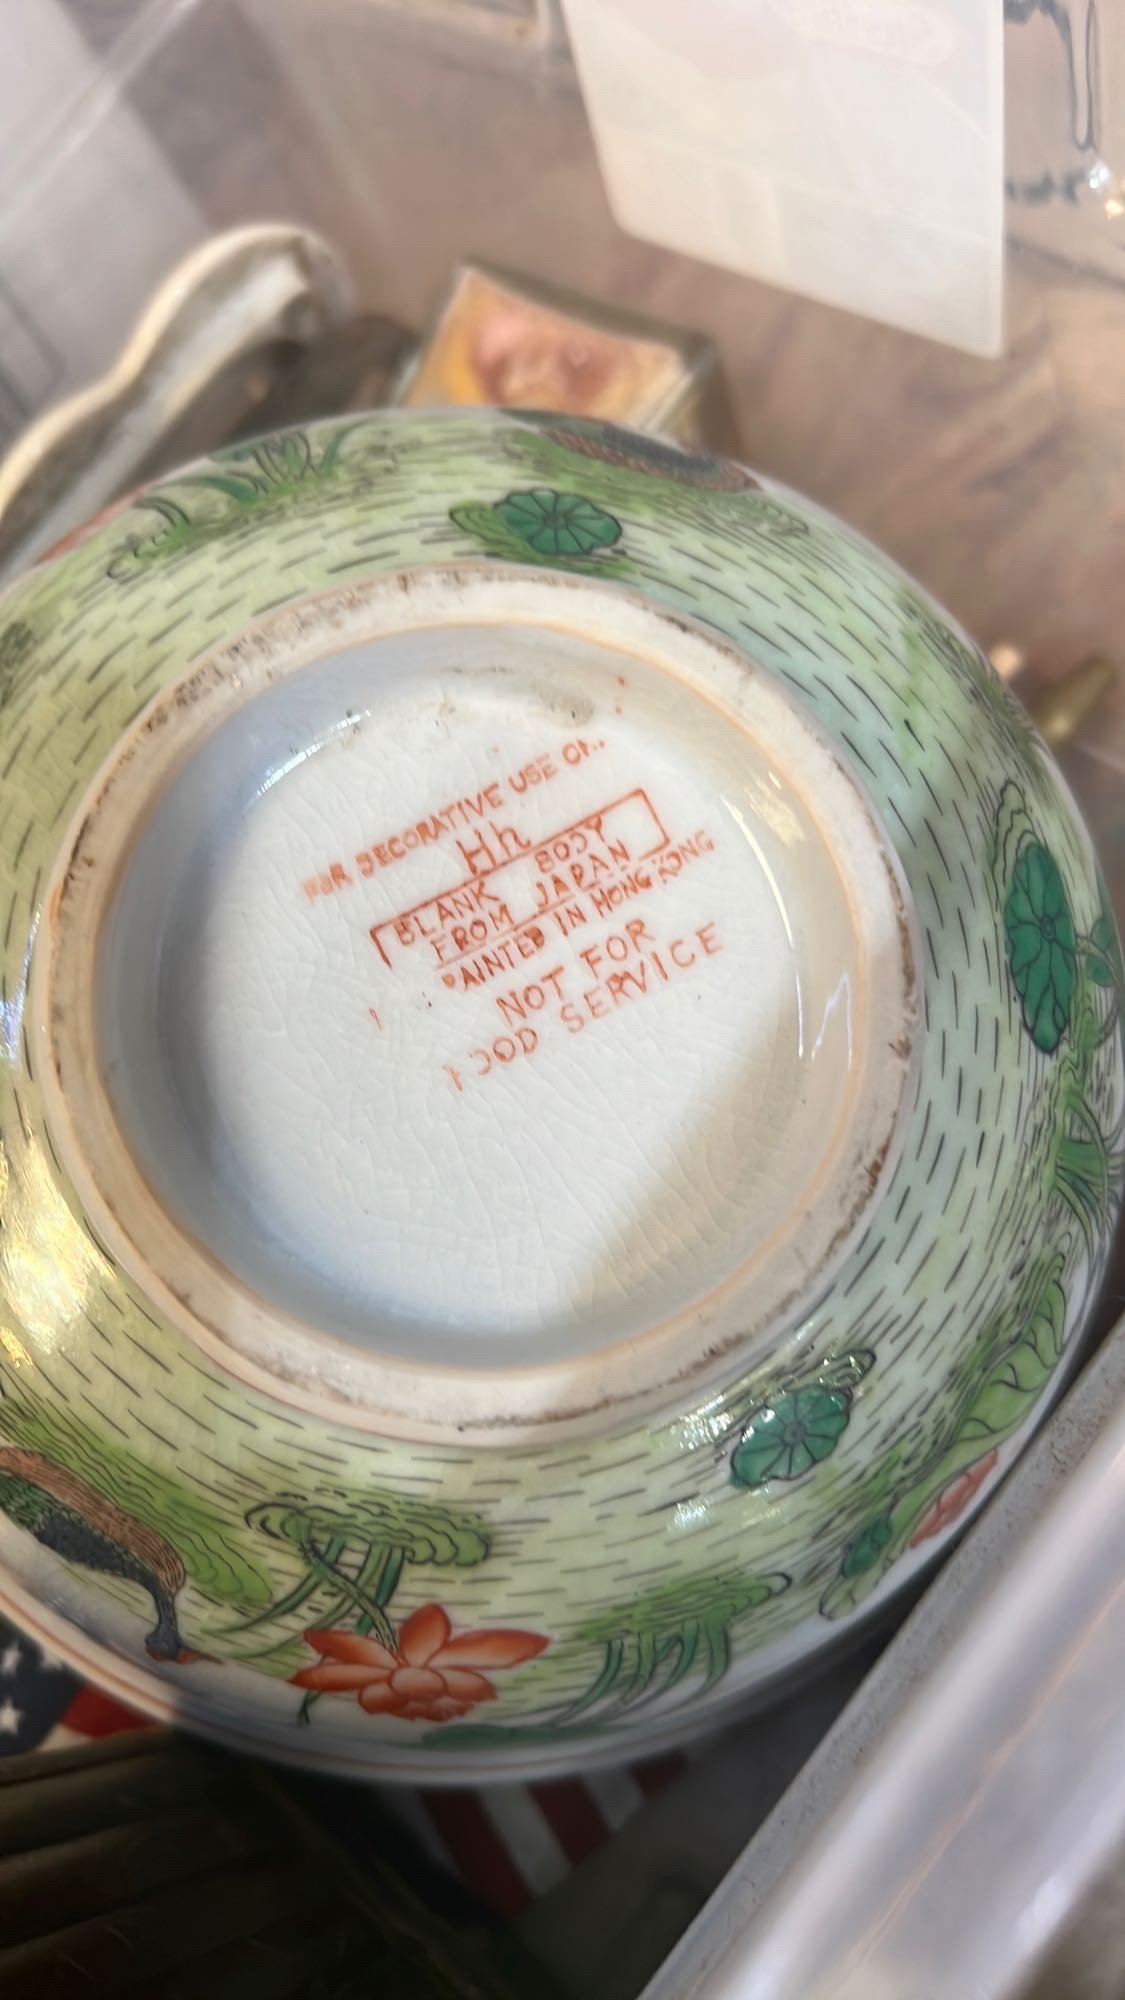 FOR DECORATIVE USE ONLY
Hh
BLANK BODY
FROM JAPAN
PAINTED IN HONG KONG
NOT FOR
FOOD SERVICE